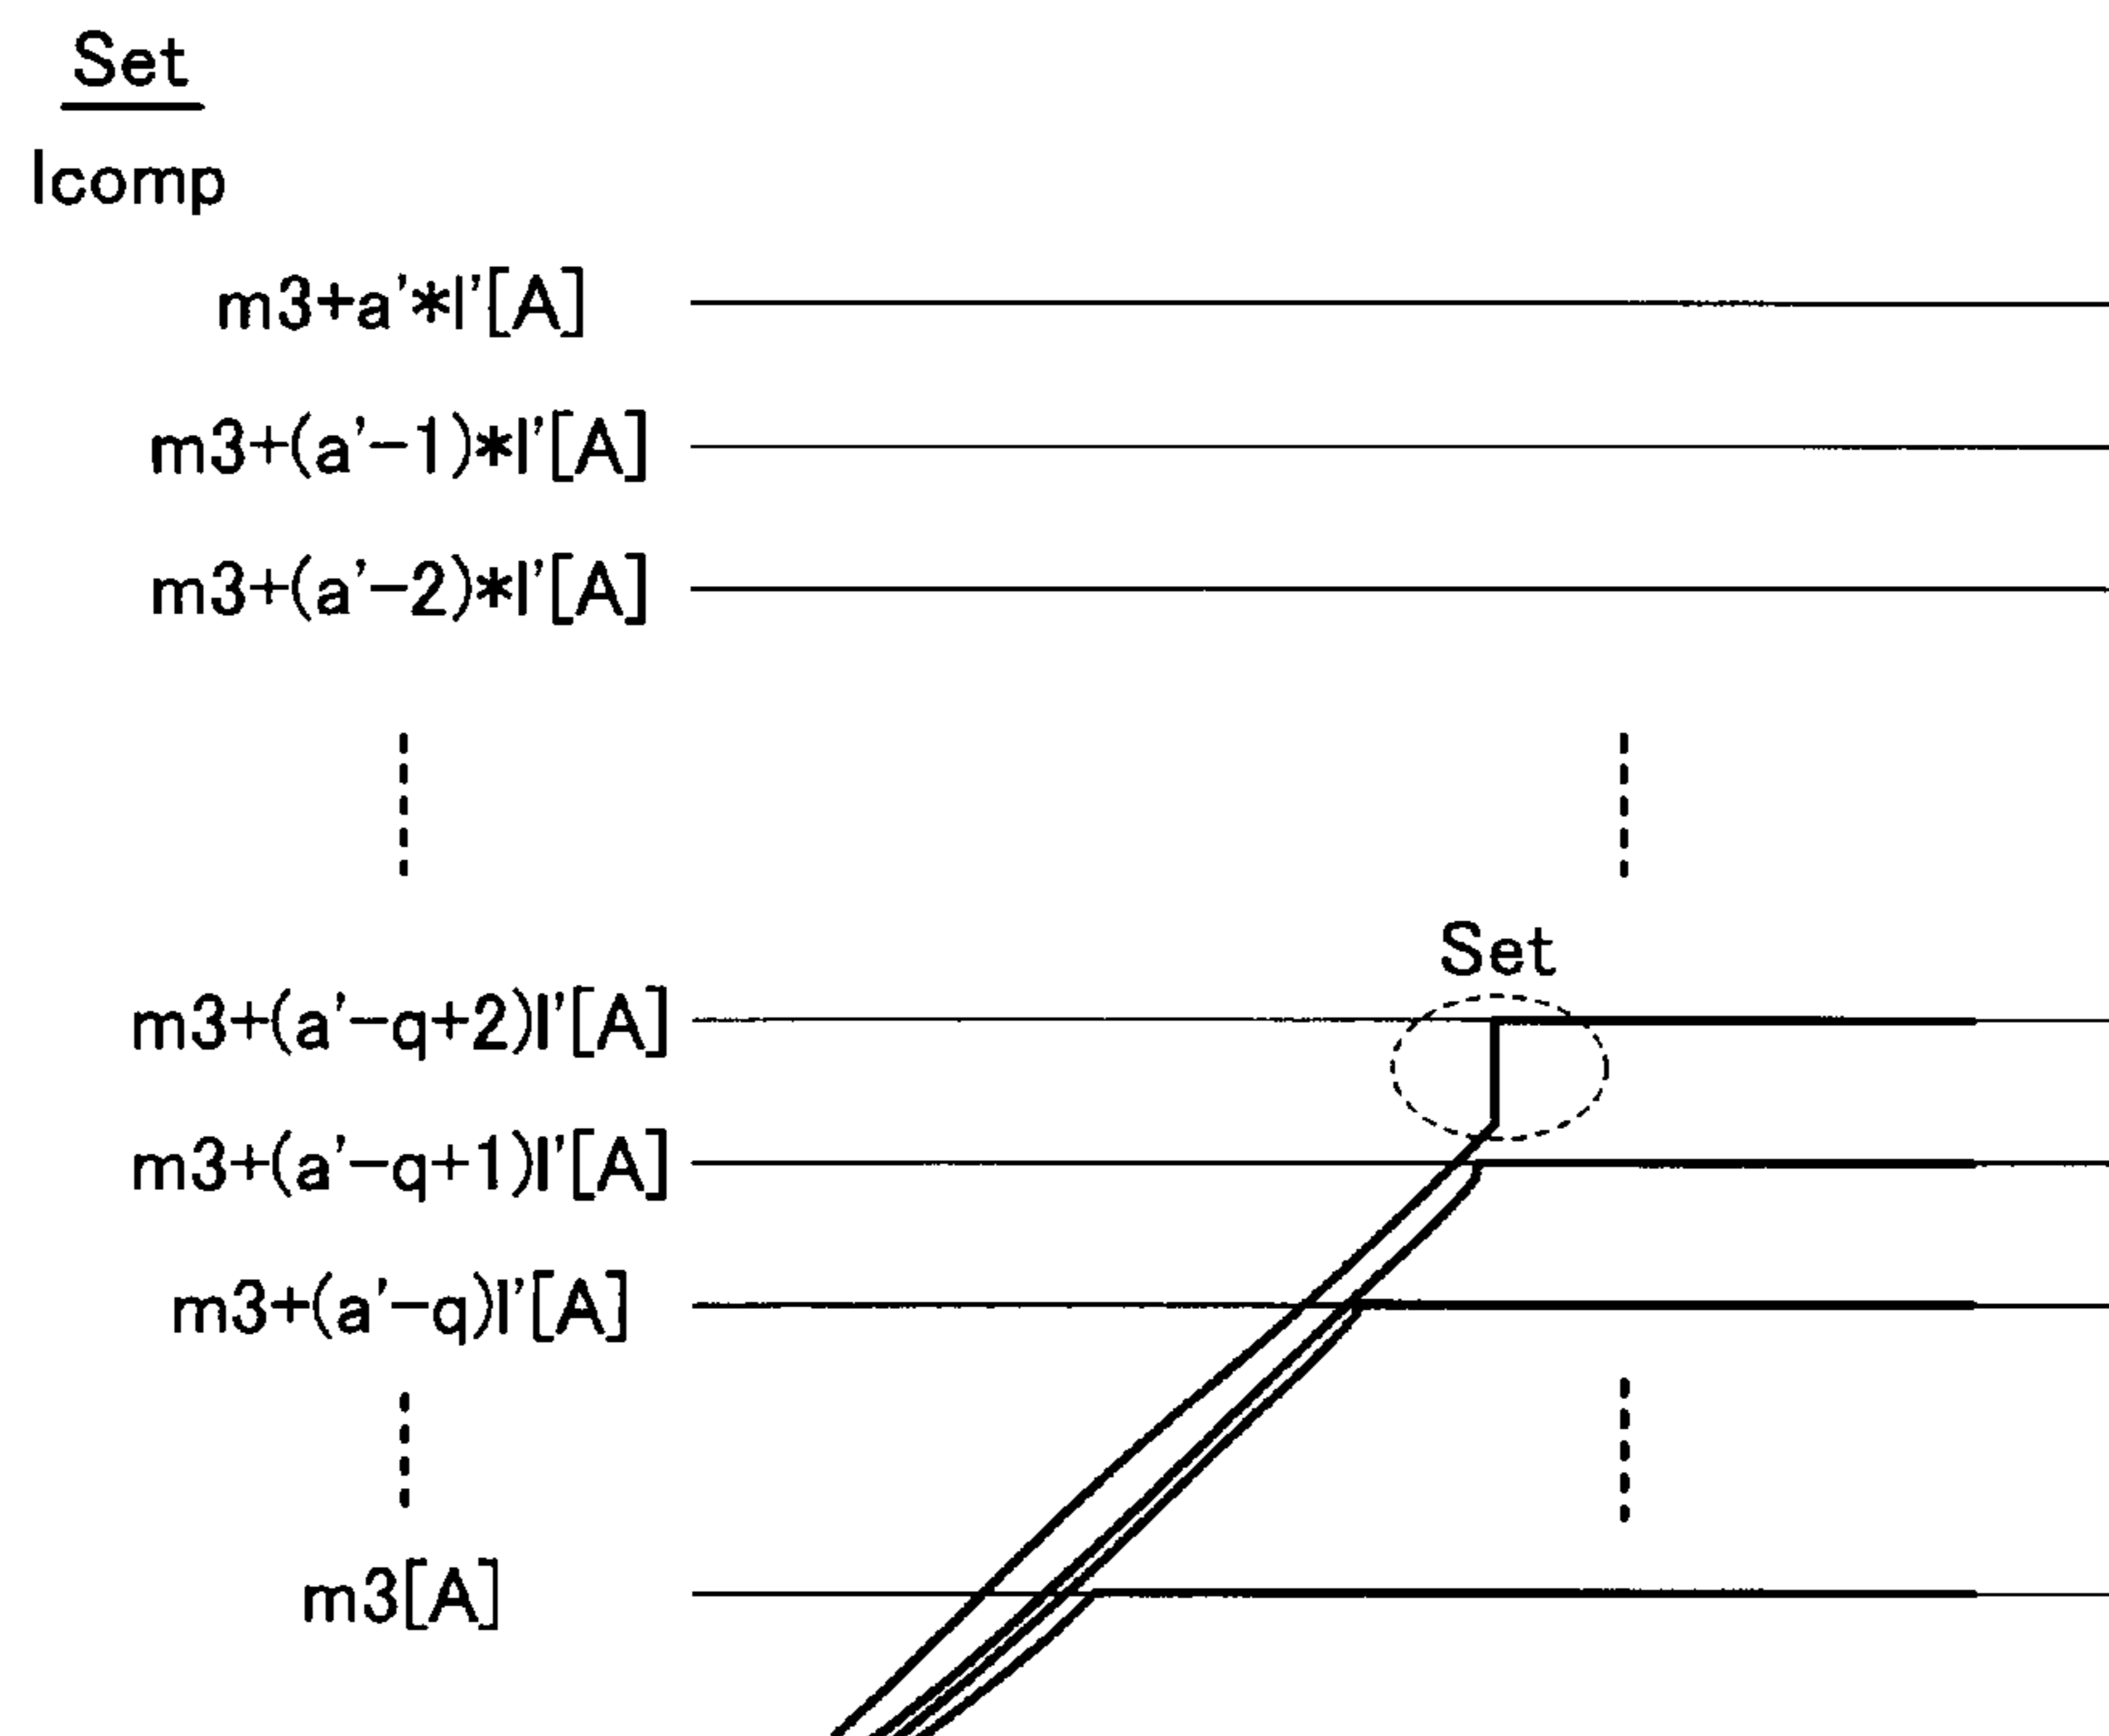 Set
Icomp
m3+a'*I'[A]
m3+(a'-1)*I'[A]
m3+(a'-2)*I'[A]
Set
m3+(a'-q+2)I'[A]
m3+(a'-q+1)I'[A]
m3+(a'-q)I'[A]
m3[A]